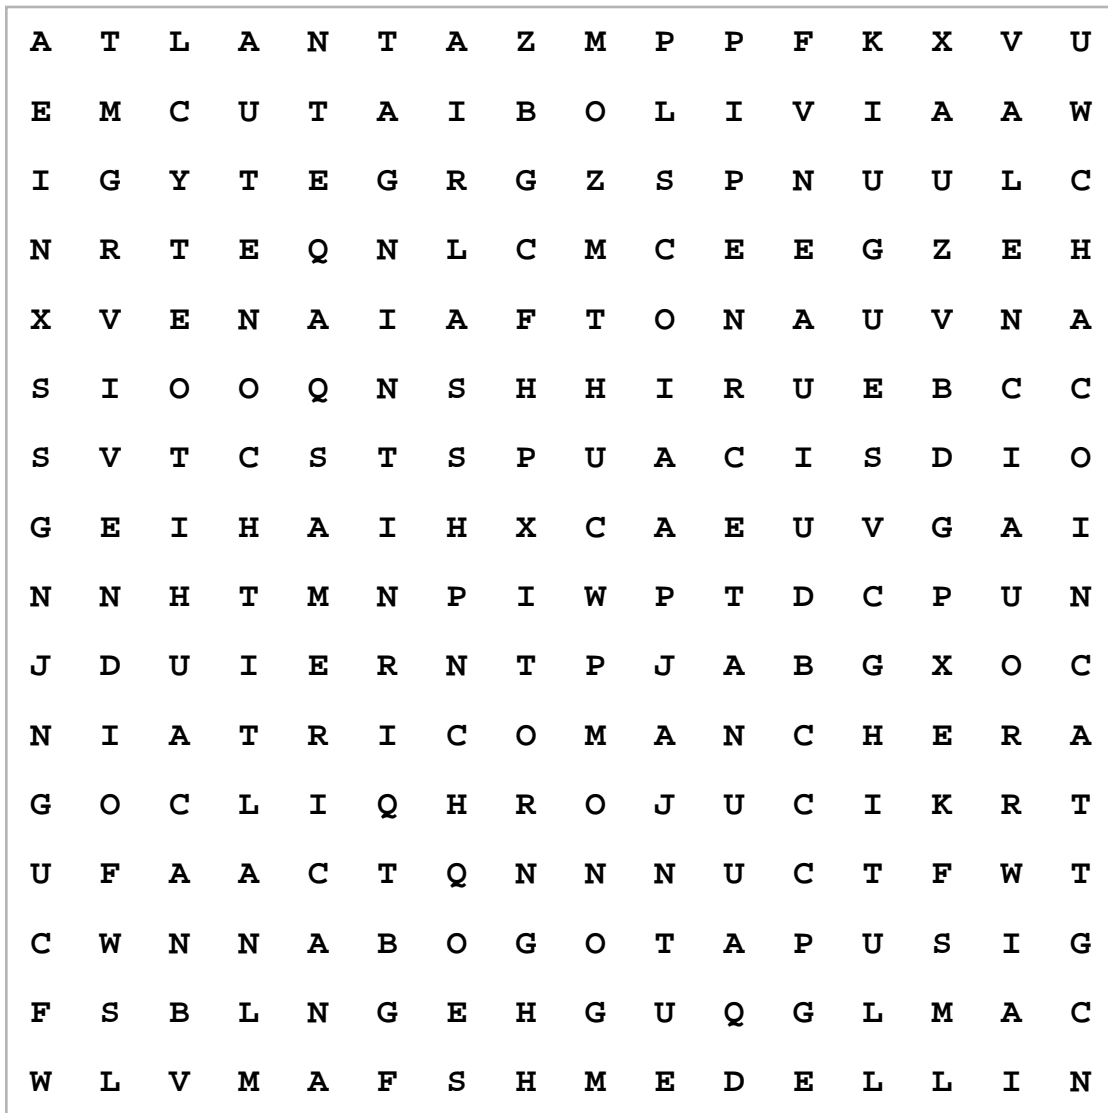 A T L A N T A Z M P P F K X V U
E M C U T A I B O L I V I A A W
I G Y T E G R G Z S P N U U L C
N R T E Q N L C M C E E G Z E H
X V E N A I A F T O N A U V N A
S I O O Q N S H H I R U E B C C
S V T C S T S P U A C I S D I O
G E I H A I H X C A E U V G A I
N N H T M N P I W P T D C P U N
J D U I E R N T P J A B G X O C
N I A T R I C O M A N C H E R A
G O C L I Q H R O J U C I K R T
U F A A C T Q N N N U C T F W T
C W N N A B O G O T A P U S I G
F S B L N G E H G U Q G L M A C
W L V M A F S H M E D E L L I N